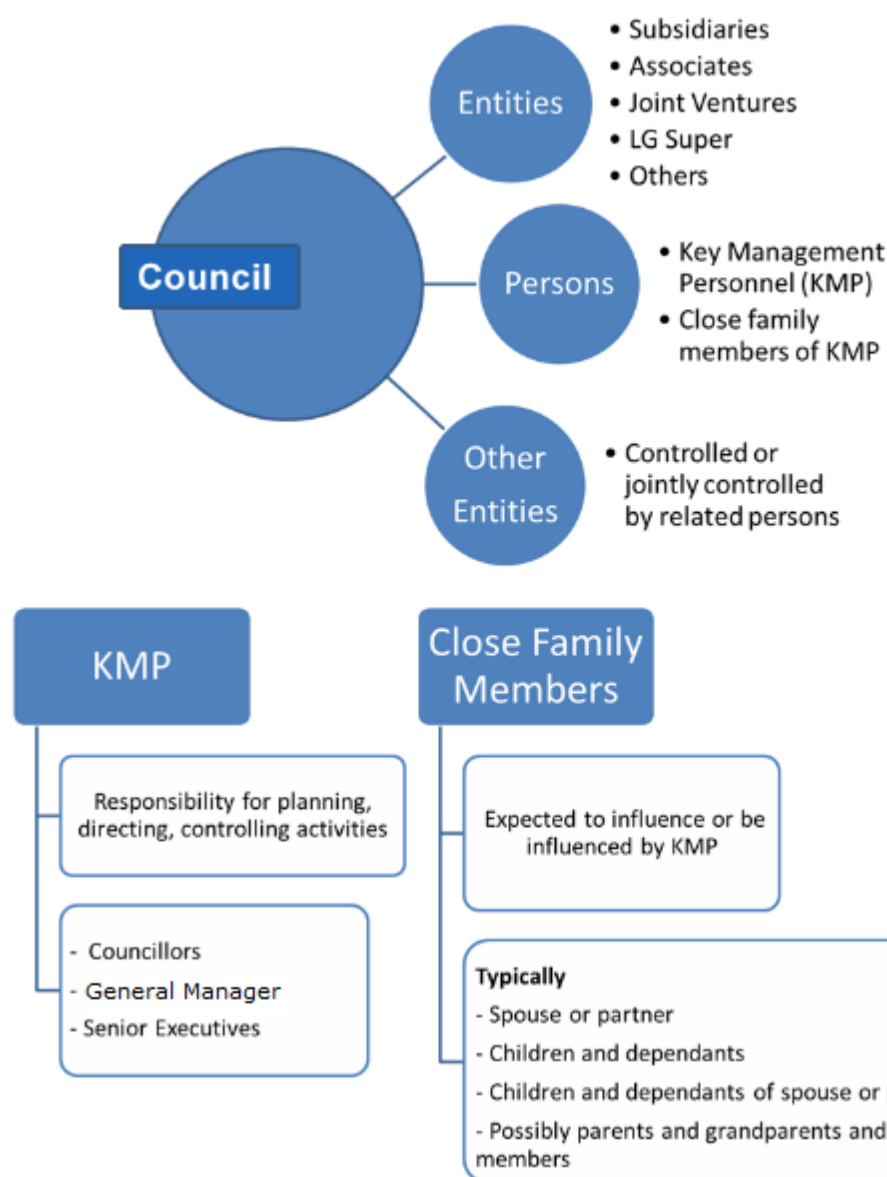 • Subsidiaries
• Associates
• Joint Ventures
• LG Super
• Others
Entities
Council
Persons
• Key Management
Personnel (KMP)
• Close family
members of KMP
Other
Entities
• Controlled or
jointly controlled
by related persons
KMP
Responsibility for planning,
directing, controlling activities
- Councillors
- General Manager
- Senior Executives
Close Family
Members
Expected to influence or be
influenced by KMP
Typically
- Spouse or partner
- Children and dependants
- Children and dependants of spouse or
- Possibly parents and grandparents and
members